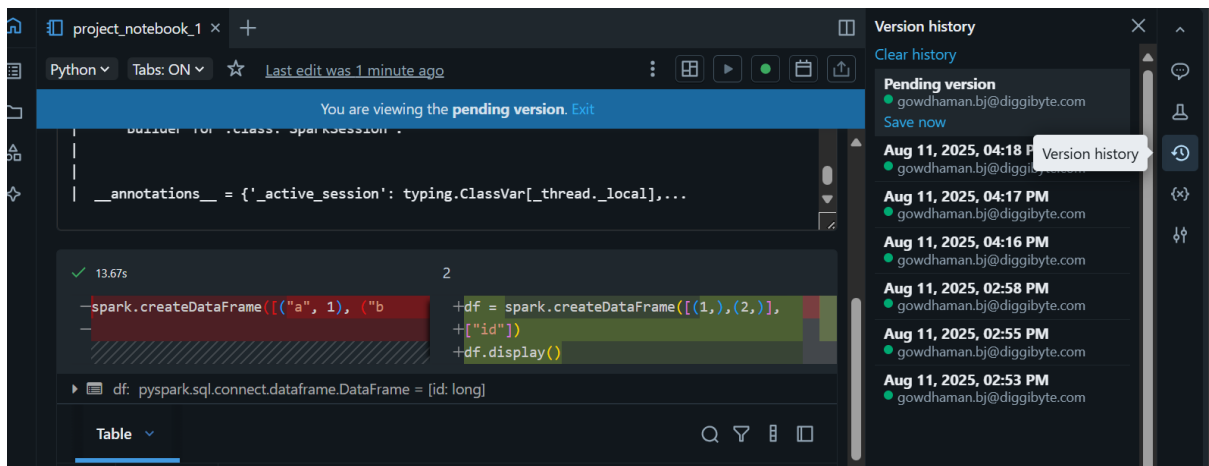 project_notebook_1
Python
Tabs: ON
Last edit was 1 minute ago
You are viewing the pending version. Exit
| Builder for .class.`SparkSession`.
|
|
| __annotations__ = {'_active_session': typing.ClassVar[_thread._local],...
13.67s
2
—spark.createDataFrame([("a", 1), ("b
—
+df = spark.createDataFrame([(1,),(2,)],
+["id"])
+df.display()
df: pyspark.sql.connect.dataframe.DataFrame = [id: long]
Table
Version history
Clear history
Pending version
gowdhaman.bj@diggibyte.com
Save now
Aug 11, 2025, 04:18 P
Version history
gowdhaman.bj@diggibyte.com
Aug 11, 2025, 04:17 PM
gowdhaman.bj@diggibyte.com
Aug 11, 2025, 04:16 PM
gowdhaman.bj@diggibyte.com
Aug 11, 2025, 02:58 PM
gowdhaman.bj@diggibyte.com
Aug 11, 2025, 02:55 PM
gowdhaman.bj@diggibyte.com
Aug 11, 2025, 02:53 PM
gowdhaman.bj@diggibyte.com